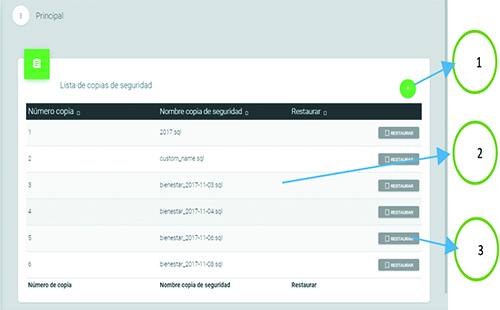 Principal
1
Lista de copias de seguridad
Número copia Nombre copia de seguridad Restaurar
1 2017.sql RESTAURAR
2 custom_name.sql RESTAURAR
3 bienestar_2017-11-03.sql RESTAURAR
2
4 bienestar_2017-11-04.sql RESTAURAR
5 bienestar_2017-11-06.sql RESTAURAR
3
6 bienestar_2017-11-08.sql RESTAURAR
Número de copia Nombre copia de seguridad Restaurar